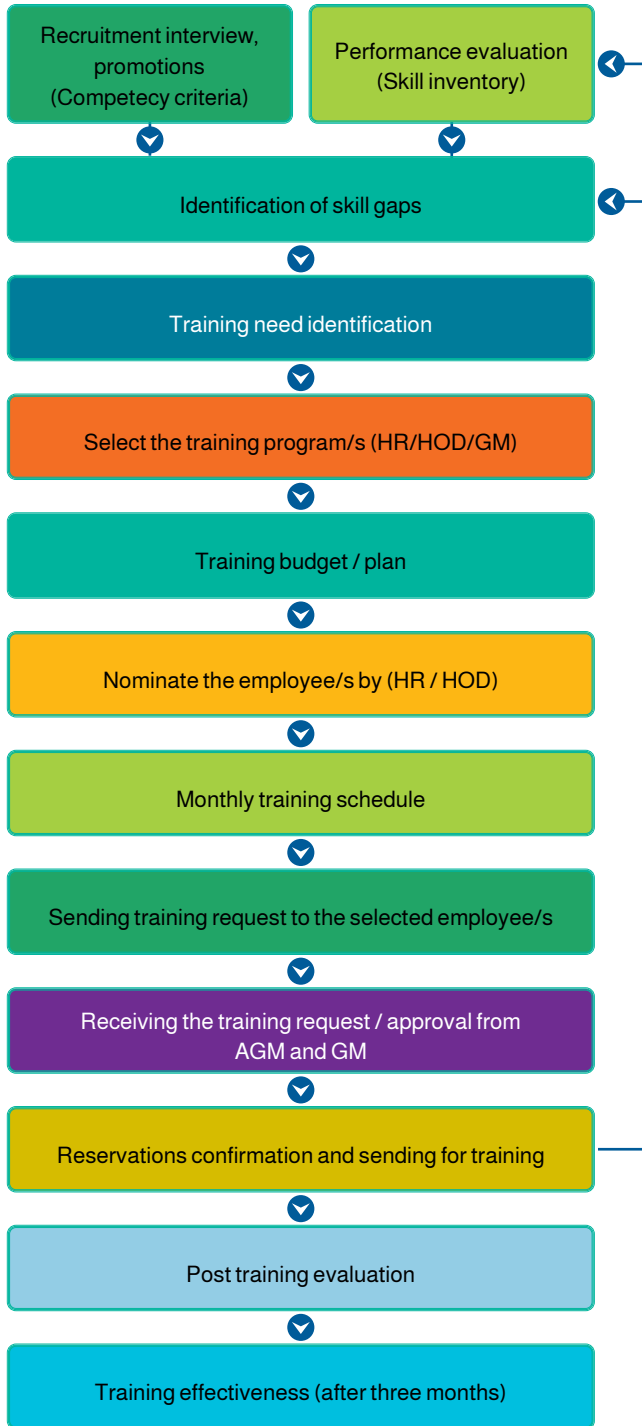 Recruitment interview,
promotions
(Competecy criteria)
Performance evaluation
(Skill inventory)
Identification of skill gaps
Training need identification
Select the training program/s (HR/HOD/GM)
Training budget / plan
Nominate the employee/s by (HR / HOD)
Monthly training schedule
Sending training request to the selected employee/s
Receiving the training request / approval from
AGM and GM
Reservations confirmation and sending for training
Post training evaluation
Training effectiveness (after three months)